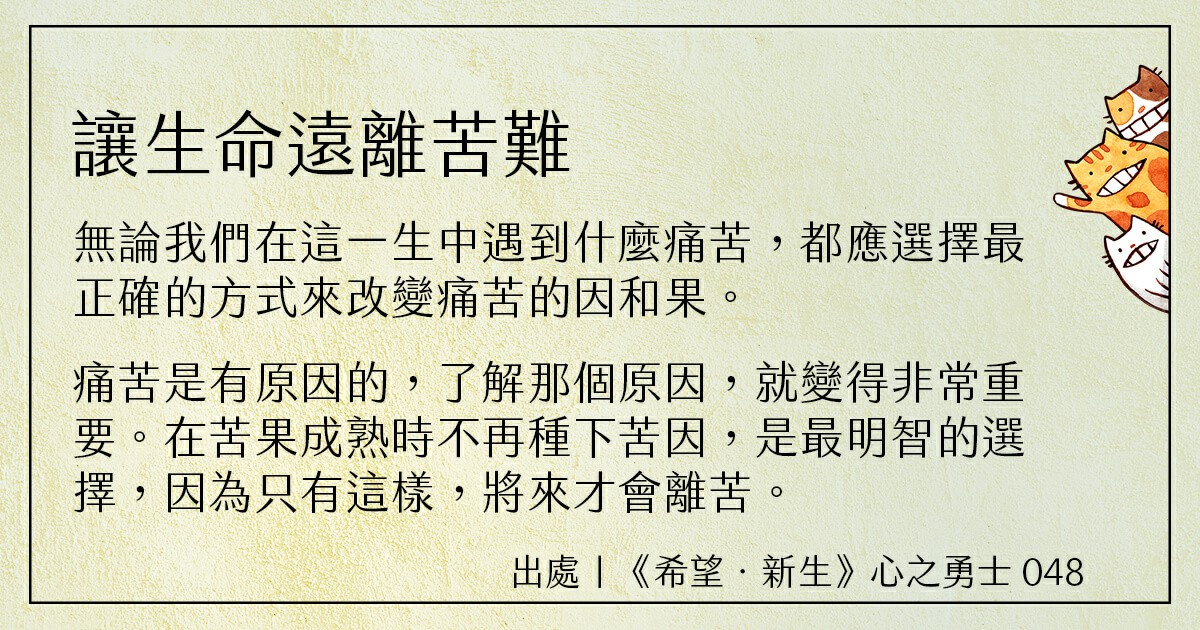 讓生命遠離苦難
無論我們在這一生中遇到什麼痛苦，都應選擇最
正確的方式來改變痛苦的因和果。
痛苦是有原因的，了解那個原因，就變得非常重
要。在苦果成熟時不再種下苦因，是最明智的選
擇，因為只有這樣，將來才會離苦。
出處丨《希望．新生》心之勇士 048